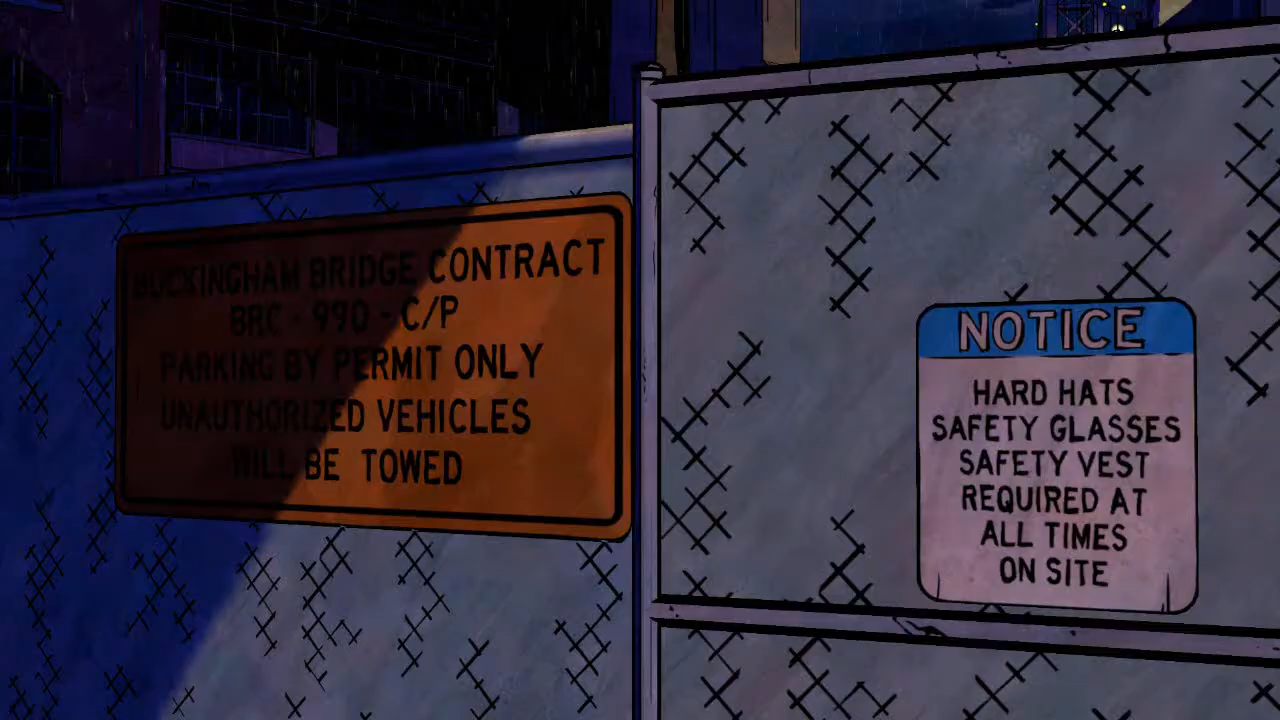 BUCKINGHAM BRIDGE CONTRACT
BRC - 990 - C/P
PARKING BY PERMIT ONLY
UNAUTHORIZED VEHICLES
WILL BE TOWED
NOTICE
HARD HATS
SAFETY GLASSES
SAFETY VEST
REQUIRED AT
ALL TIMES
ON SITE